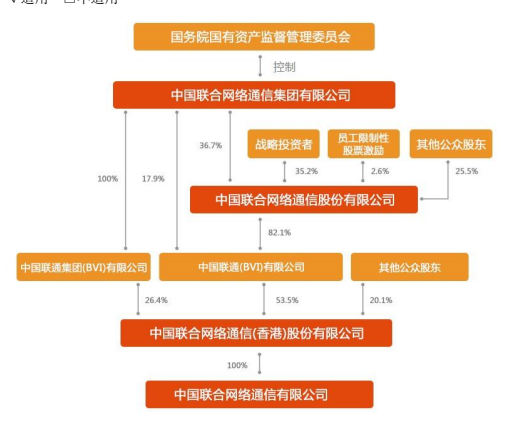 √适用 □不适用
国务院国有资产监督管理委员会
控制
中国联合网络通信集团有限公司
100%
17.9%
36.7%
战略投资者
员工限制性
股票激励
其他公众股东
35.2%
2.6%
25.5%
中国联合网络通信股份有限公司
82.1%
中国联通集团(BVI)有限公司
中国联通(BVI)有限公司
其他公众股东
26.4%
53.5%
20.1%
中国联合网络通信(香港)股份有限公司
100%
中国联合网络通信有限公司